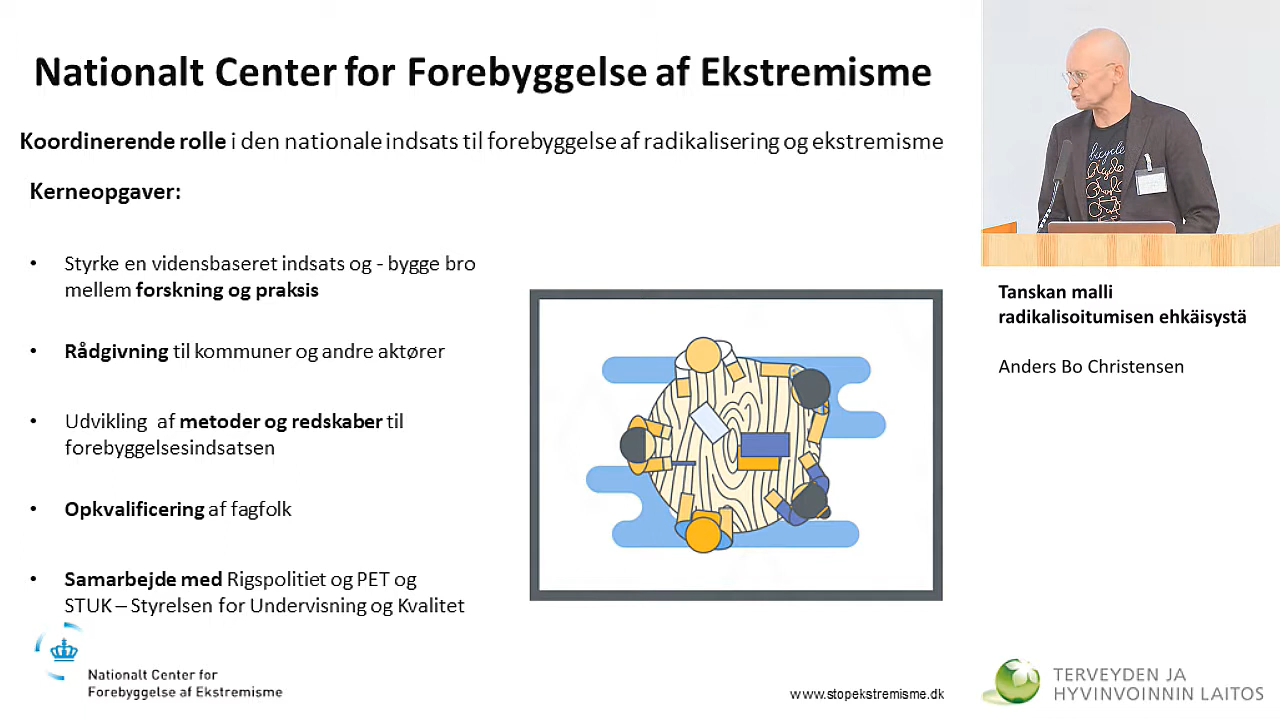 Nationalt Center for Forebyggelse af Ekstremisme
Koordinerende rolle i den nationale indsats til forebyggelse af radikalisering og ekstremisme
Kerneopgaver:
• Styrke en vidensbaseret indsats og - bygge bro
mellem forskning og praksis
• Rådgivning til kommuner og andre aktører
• Udvikling af metoder og redskaber til
forebyggelsesindsatsen
• Opkvalificering af fagfolk
• Samarbejde med Rigspolitiet og PET og
STUK – Styrelsen for Undervisning og Kvalitet
Nationalt Center for
Forebyggelse af Ekstremisme
www.stopekstremisme.dk
bicycle
Tanskan malli
radikalisoitumisen ehkäisystä
Anders Bo Christensen
TERVEYDEN JA
HYVINVOINNIN LAITOS